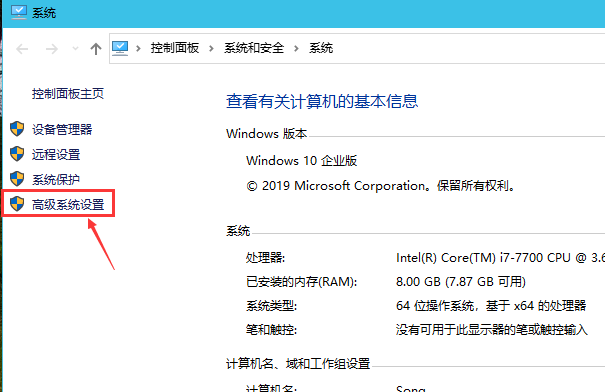 系统
控制面板 › 系统和安全 › 系统
控制面板主页
设备管理器
远程设置
系统保护
高级系统设置
查看有关计算机的基本信息
Windows 版本
Windows 10 企业版
© 2019 Microsoft Corporation。保留所有权利。
系统
处理器: Intel(R) Core(TM) i7-7700 CPU @ 3.6
已安装的内存(RAM): 8.00 GB (7.87 GB 可用)
系统类型: 64 位操作系统，基于 x64 的处理器
笔和触控: 没有可用于此显示器的笔或触控输入
计算机名、域和工作组设置
计算机名: Song